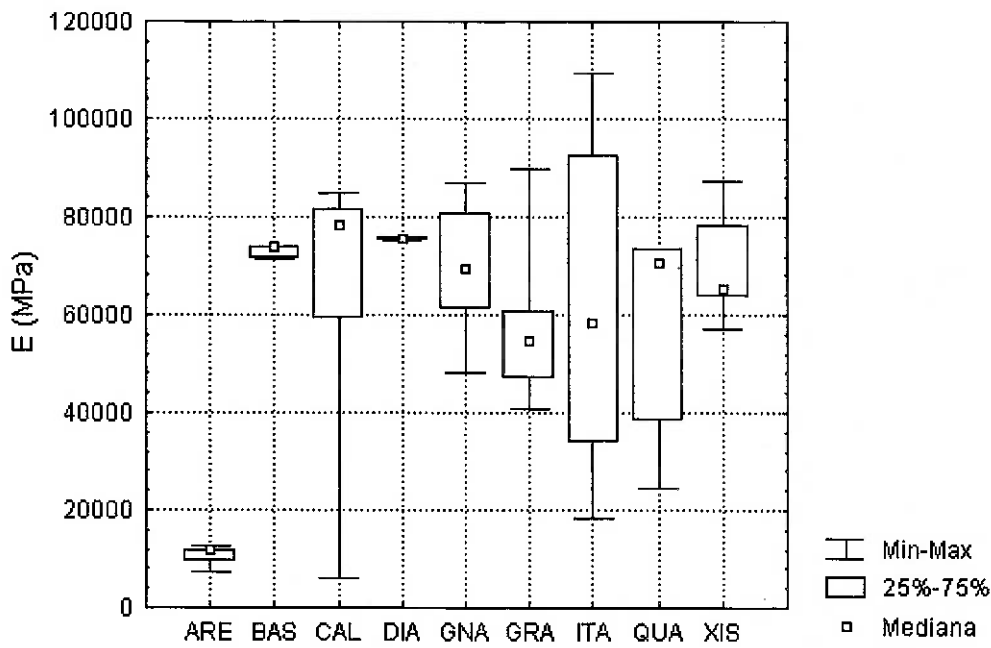 E (MPa)
120000
100000
80000
60000
40000
20000
0
ARE BAS CAL DIA GNA GRA ITA QUA XIS
Min-Max
25%-75%
Mediana